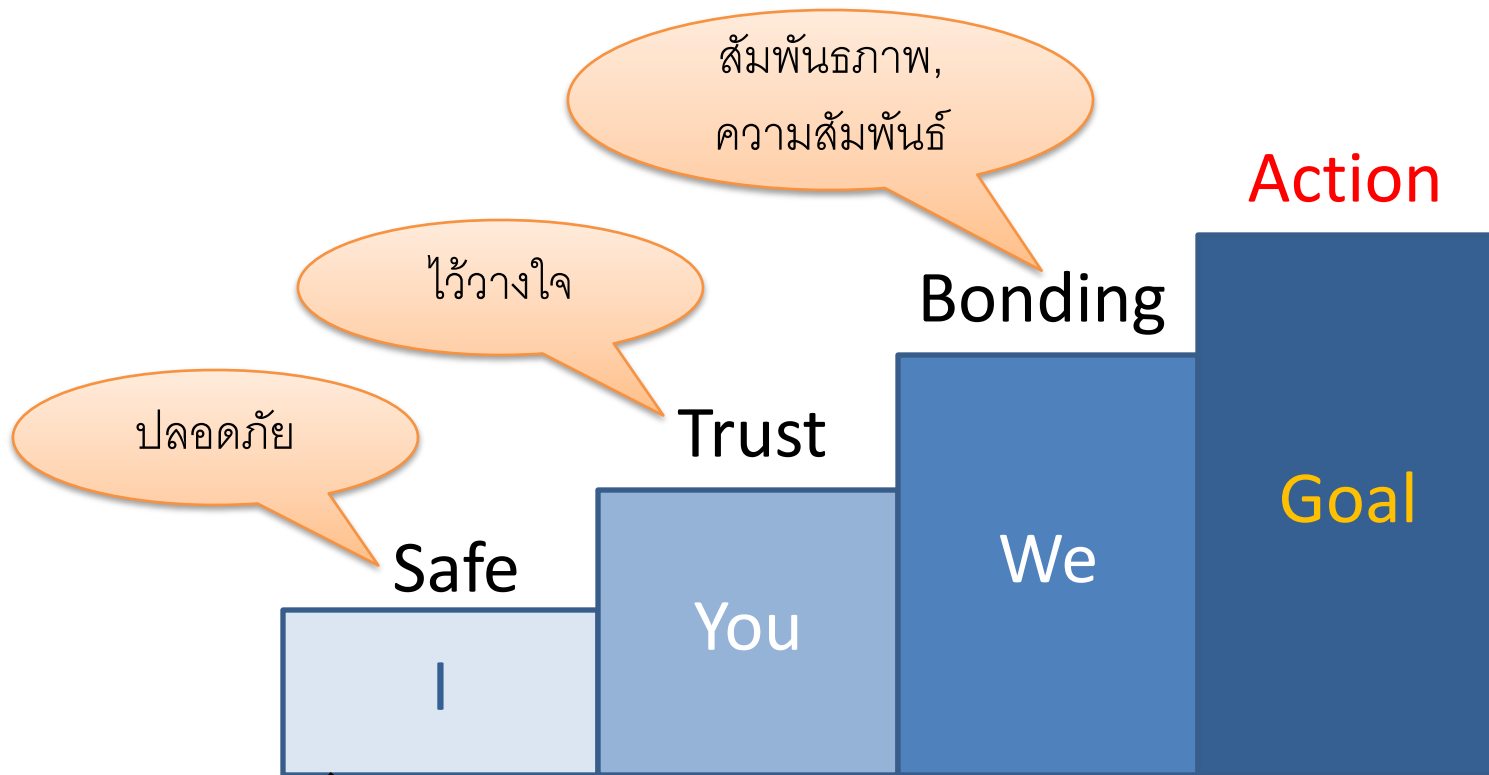 สัมพันธภาพ,
ความสัมพันธ์
Action
ไว้วางใจ
Bonding
ปลอดภัย
Trust
Goal
Safe
We
You
I